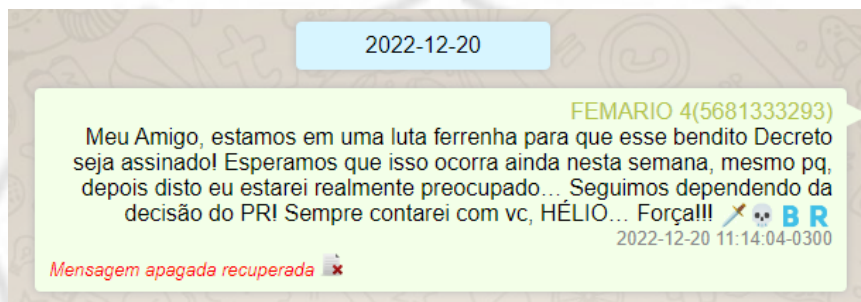 2022-12-20
FEMARIO 4(5681333293)
Meu Amigo, estamos em uma luta ferrenha para que esse bendito Decreto
seja assinado! Esperamos que isso ocorra ainda nesta semana, mesmo pq,
depois disto eu estarei realmente preocupado… Seguimos dependendo da
decisão do PR! Sempre contarei com vc, HÉLIO… Força!!! 🗡️💀🇧 🇷
2022-12-20 11:14:04-0300
Mensagem apagada recuperada